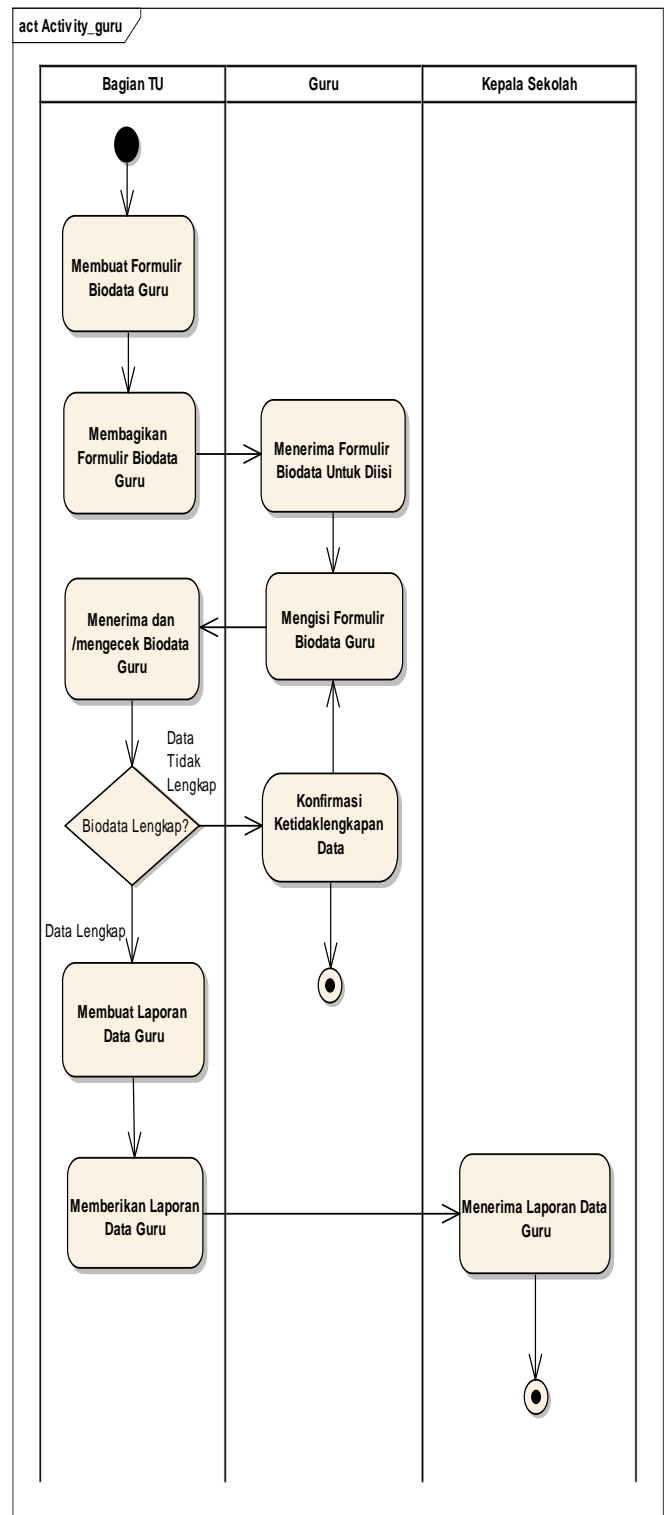 act Activity_guru
Bagian TU
Guru
Kepala Sekolah
Membuat Formulir
Biodata Guru
Membagikan
Formulir Biodata
Guru
Menerima Formulir
Biodata Untuk Diisi
Menerima dan
/mengecek Biodata
Guru
Mengisi Formulir
Biodata Guru
Data
Tidak
Lengkap
Biodata Lengkap?
Konfirmasi
Ketidaklengkapan
Data
Data Lengkap
Membuat Laporan
Data Guru
Memberikan Laporan
Data Guru
Menerima Laporan Data
Guru